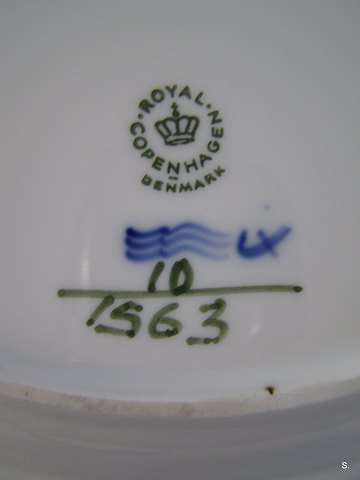 ROYAL
COPENHAGEN
DENMARK
10
1563
S.